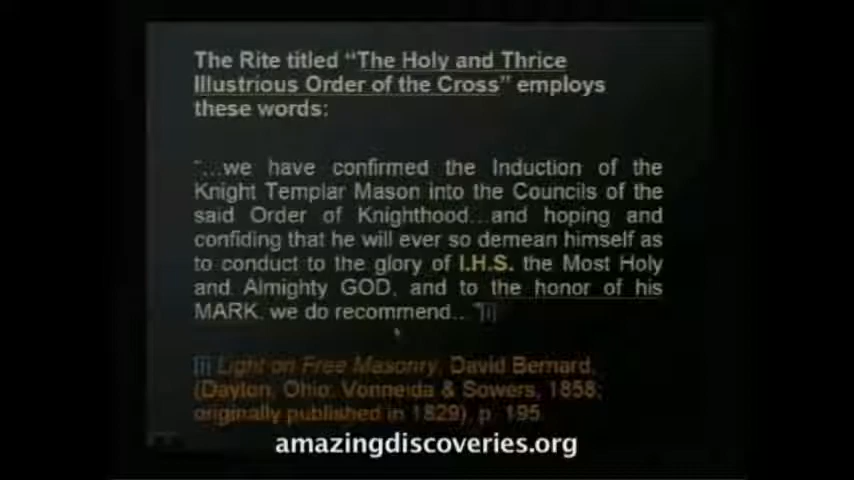 The Rite titled “The Holy and Thrice
Illustrious Order of the Cross” employs
these words:
“...we have confirmed the Induction of the
Knight Templar Mason into the Councils of the
said Order of Knighthood...and hoping and
confiding that he will ever so demean himself as
to conduct to the glory of I.H.S. the Most Holy
and Almighty GOD, and to the honor of his
MARK, we do recommend...”[i]
[i] Light on Free Masonry, David Bernard,
(Dayton, Ohio: Vonneida & Sowers, 1858;
originally published in 1829), p. 195.
amazingdiscoveries.org